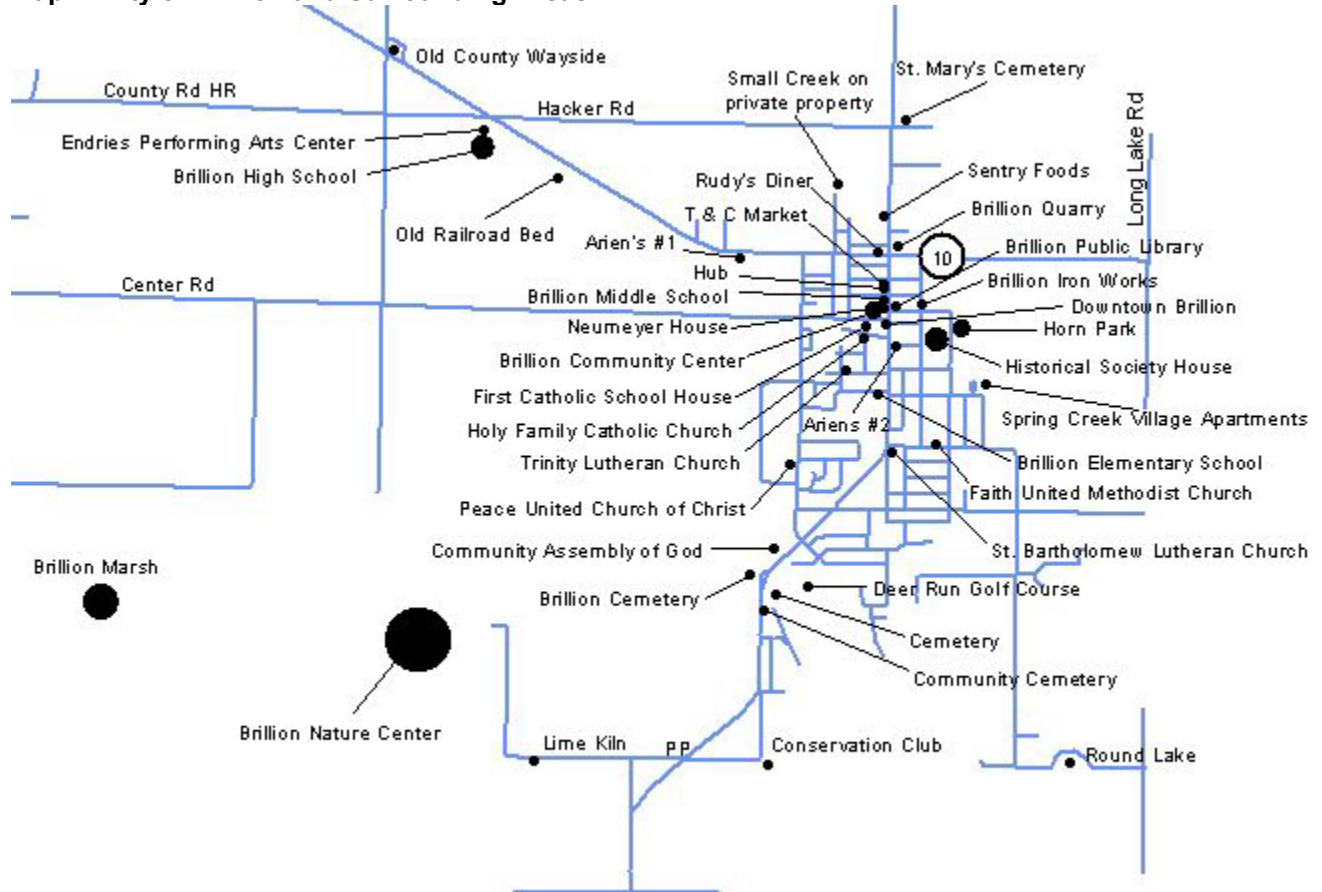 Old County Wayside
St. Mary's Cemetery
Small Creek on
private property
County Rd HR
Hacker Rd
Long Lake Rd
Endries Performing Arts Center
Brillion High School
Sentry Foods
Rudy's Diner
Brillion Quarry
T & C Market
Old Railroad Bed
Arien's #1
Brillion Public Library
10
Hub
Brillion Iron Works
Center Rd
Brillion Middle School
Downtown Brillion
Neumeyer House
Horn Park
Brillion Community Center
Historical Society House
First Catholic School House
Spring Creek Village Apartments
Ariens #2
Holy Family Catholic Church
Trinity Lutheran Church
Brillion Elementary School
Faith United Methodist Church
Peace United Church of Christ
Community Assembly of God
St. Bartholomew Lutheran Church
Brillion Marsh
Deer Run Golf Course
Brillion Cemetery
Cemetery
Community Cemetery
Brillion Nature Center
Lime Kiln
PP
Conservation Club
Round Lake